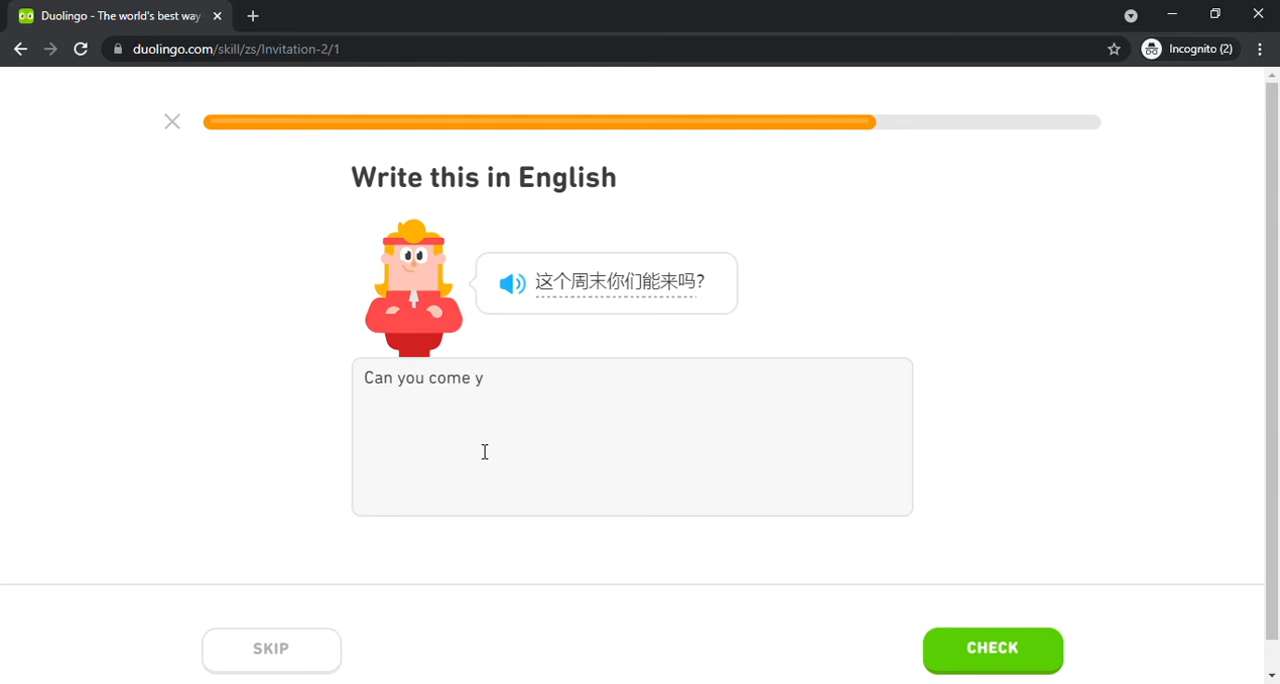 Duolingo - The world's best way
duolingo.com/skill/zs/Invitation-2/1
Incognito (2)
Write this in English
这个周末你们能来吗?
Can you come y
SKIP
CHECK